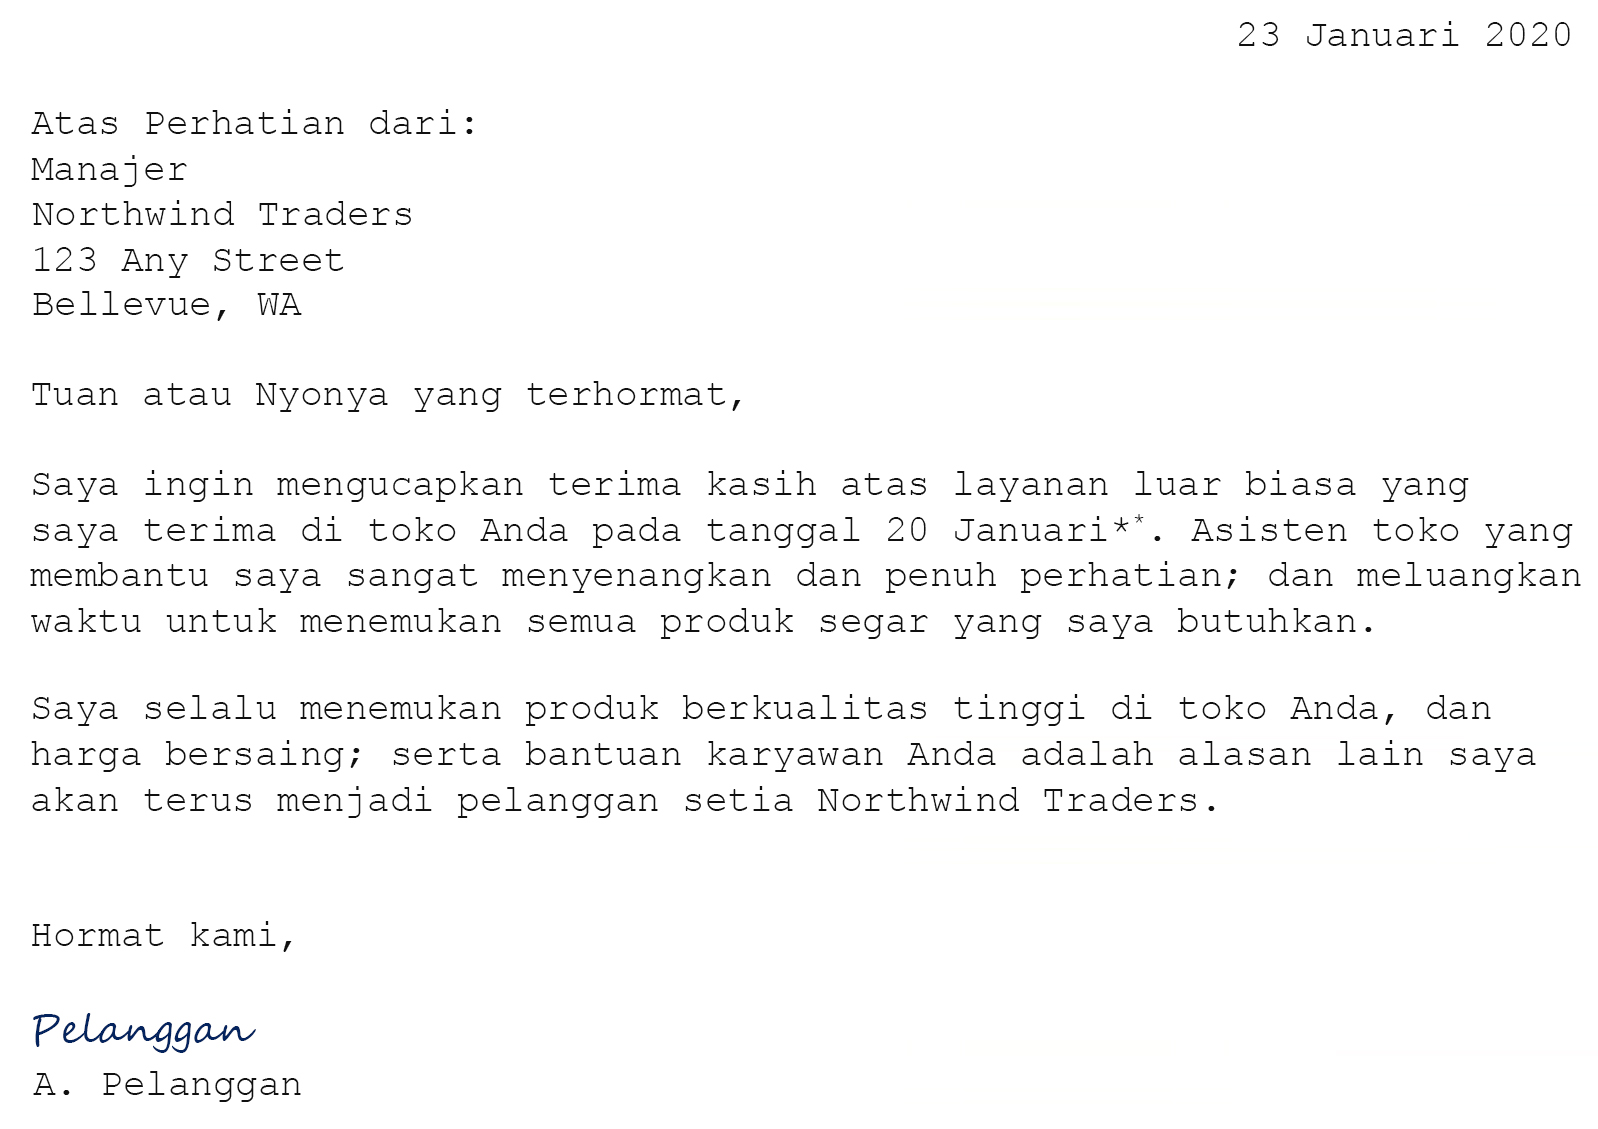 23 Januari 2020
Atas Perhatian dari:
Manajer
Northwind Traders
123 Any Street
Bellevue, WA
Tuan atau Nyonya yang terhormat,
Saya ingin mengucapkan terima kasih atas layanan luar biasa yang
saya terima di toko Anda pada tanggal 20 Januari**. Asisten toko yang
membantu saya sangat menyenangkan dan penuh perhatian; dan meluangkan
waktu untuk menemukan semua produk segar yang saya butuhkan.
Saya selalu menemukan produk berkualitas tinggi di toko Anda, dan
harga bersaing; serta bantuan karyawan Anda adalah alasan lain saya
akan terus menjadi pelanggan setia Northwind Traders.
Hormat kami,
Pelanggan
A. Pelanggan